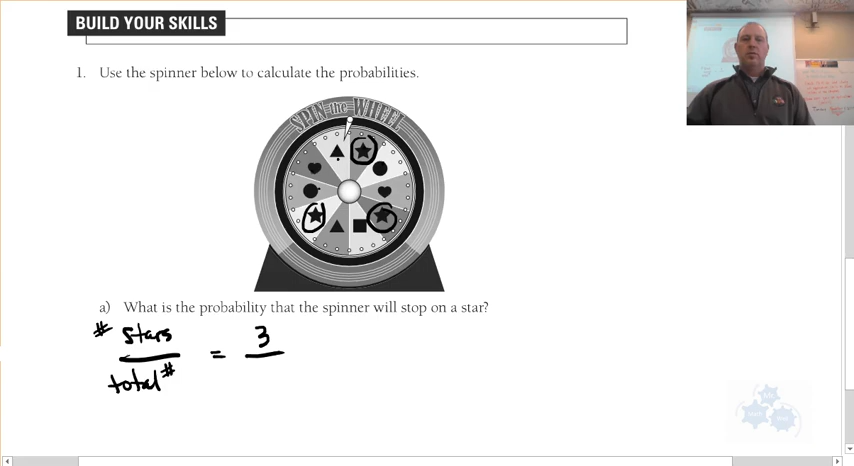 BUILD YOUR SKILLS
1. Use the spinner below to calculate the probabilities.
SPIN the WHEEL
a) What is the probability that the spinner will stop on a star?
# stars
total #
= 3